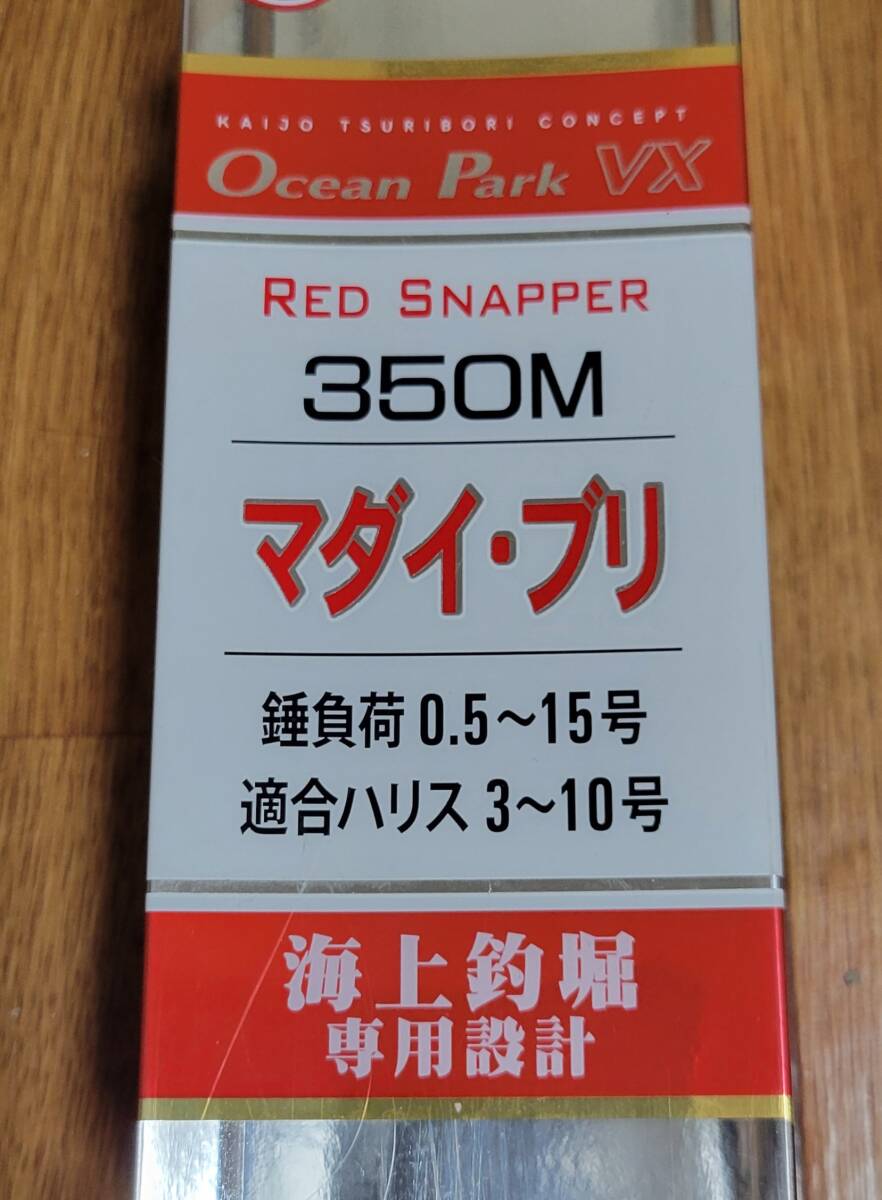 KAIJO TSURIBORI CONCEPT
Ocean Park VX
RED SNAPPER
350M
マダイ・ブリ
錘負荷 0.5〜15号
適合ハリス 3〜10号
海上釣堀
専用設計